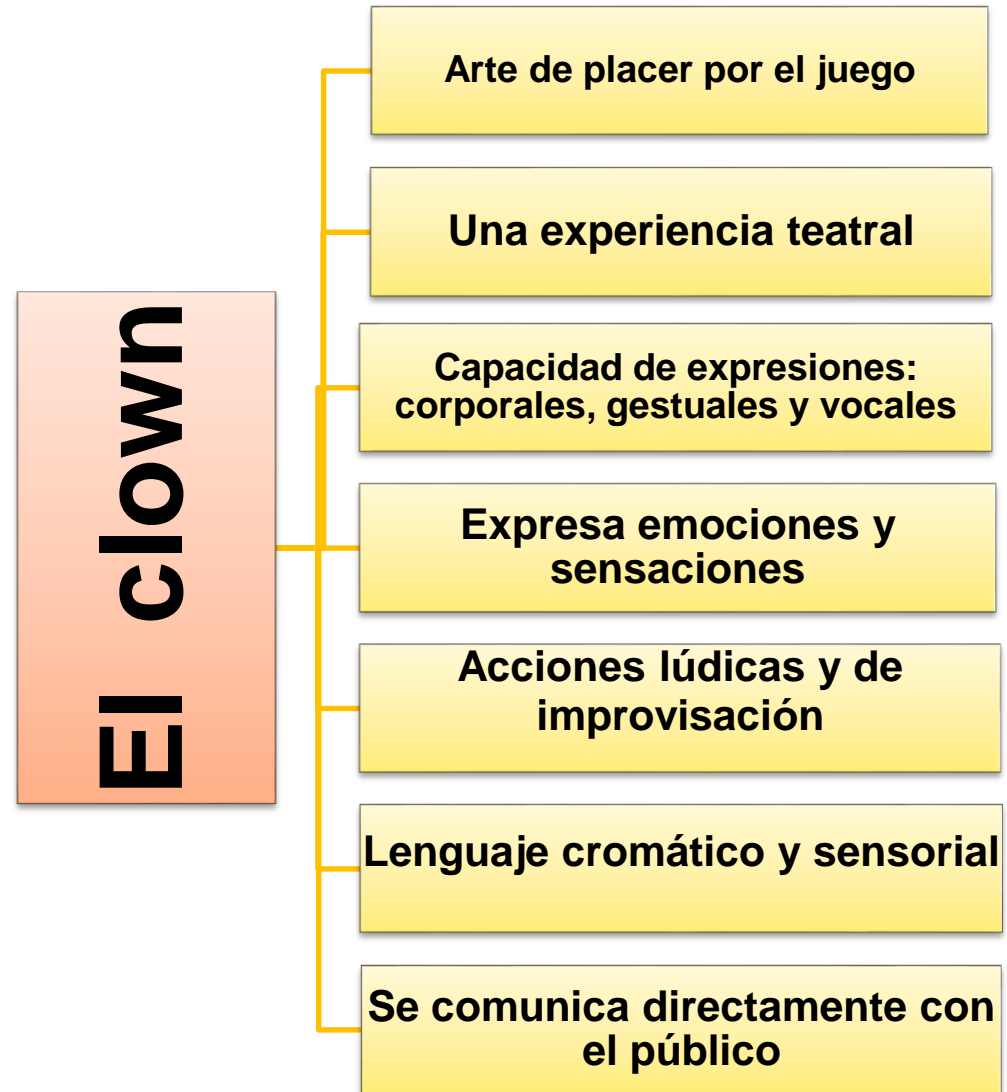 El clown
Arte de placer por el juego
Una experiencia teatral
Capacidad de expresiones:
corporales, gestuales y vocales
Expresa emociones y
sensaciones
Acciones lúdicas y de
improvisación
Lenguaje cromático y sensorial
Se comunica directamente con
el público